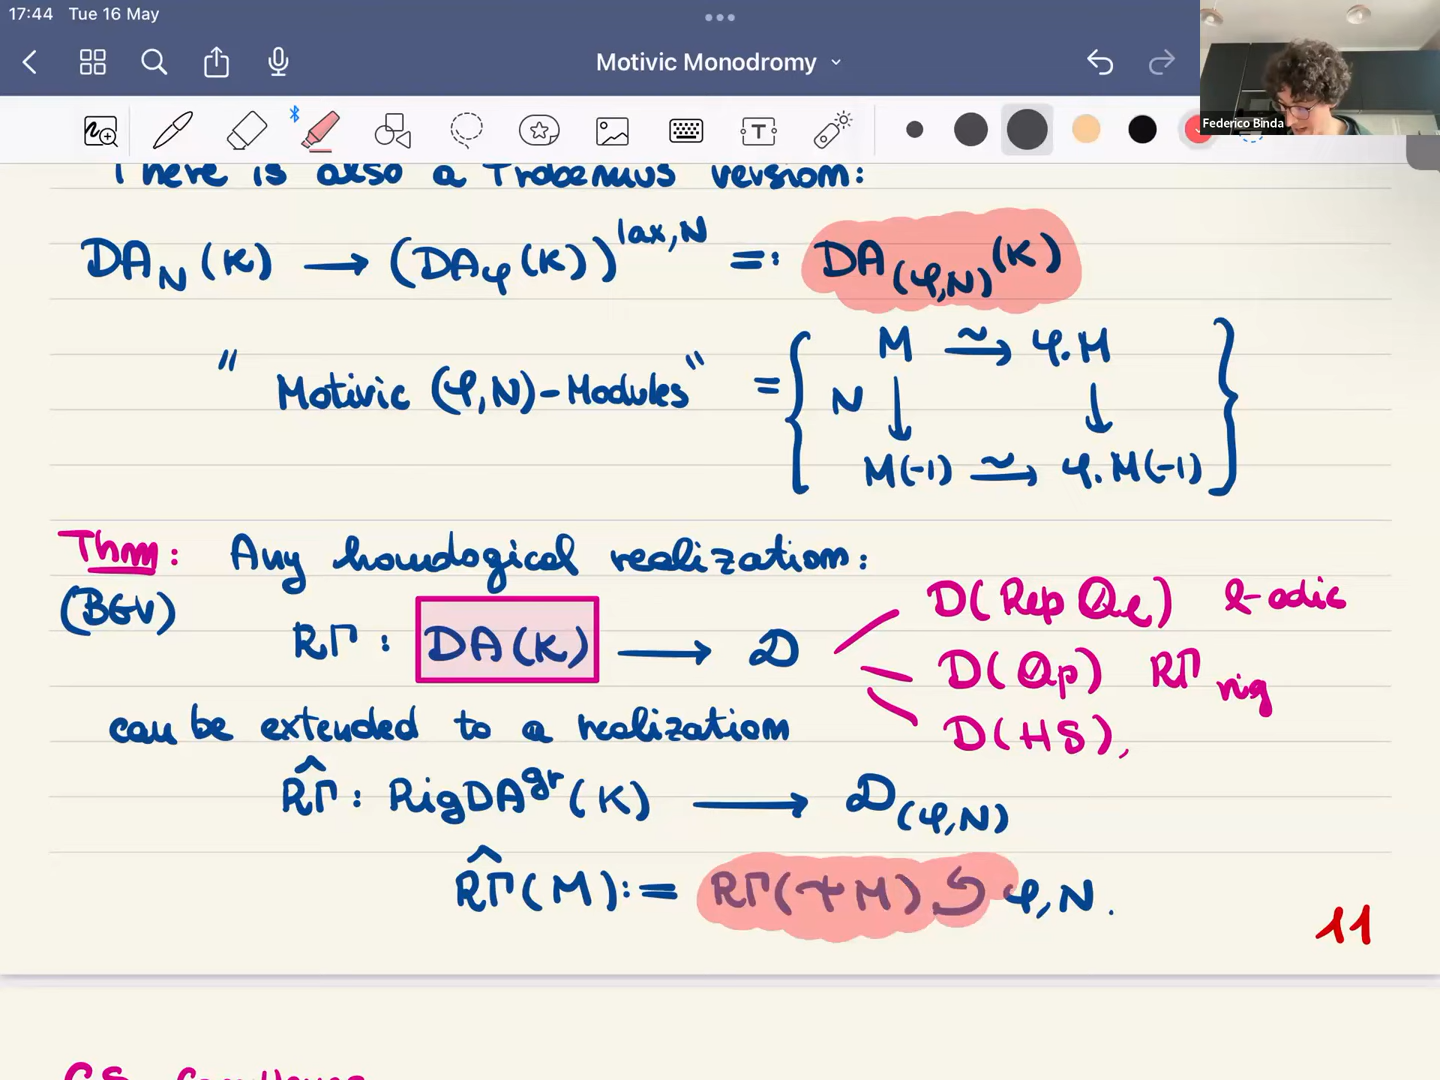 17:44 Tue 16 May
Motivic Monodromy
T
Federico Binda
There is also a Frobenius version:
DA_N(K) ⟶ (DA_φ(K))^{lax,N} =: DA_{(φ,N)}(K)
"Motivic (φ,N)-Modules" = { M ≃→ φ.M
N ↓ ↓
M(-1) ≃→ φ.M(-1) }
Thm: Any homological realization:
(BGV)
RΓ : DA(K) ⟶ 𝒟
D(Rep Qℓ) ℓ-adic
D(Qp) RΓ_rig
D(HS),
can be extended to a realization
R̂Γ : RigDA^{gr}(K) ⟶ 𝒟_{(φ,N)}
R̂Γ(M) := RΓ(ΨM) ↺ φ,N.
11